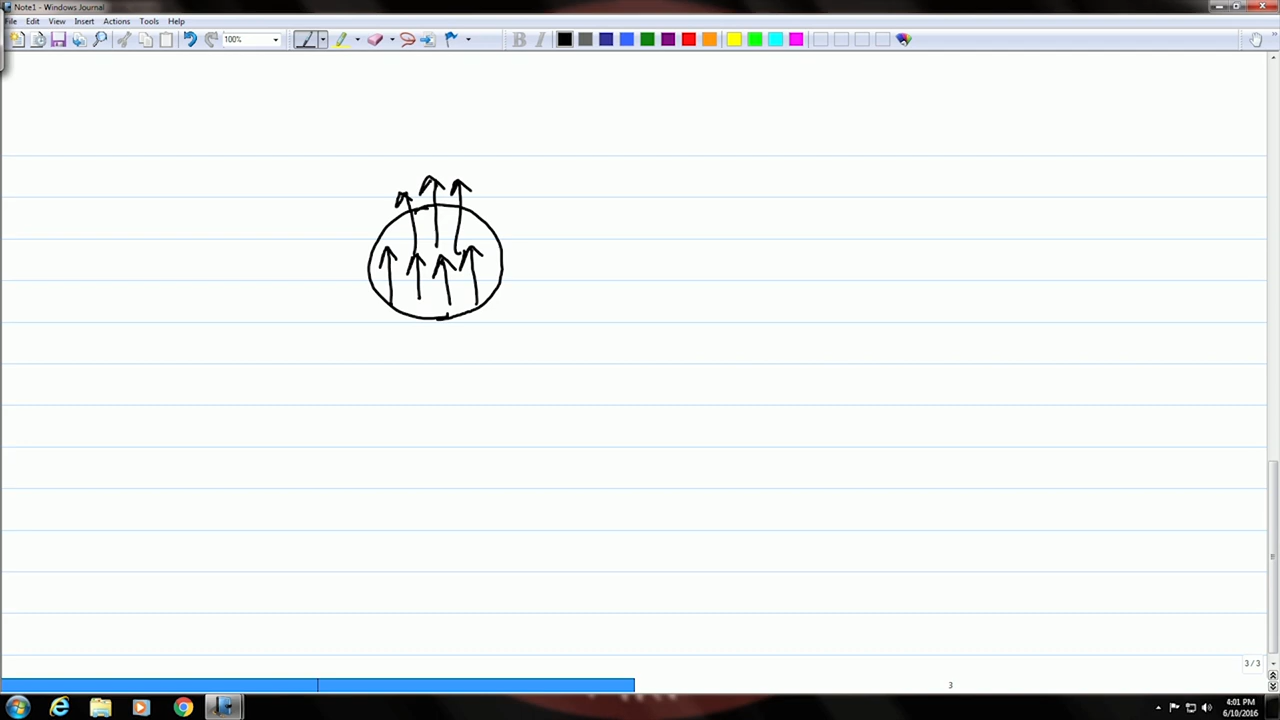 Note1 - Windows Journal
File Edit View Insert Actions Tools Help
100%
B I
3 / 3
3
4:01 PM
6/10/2016